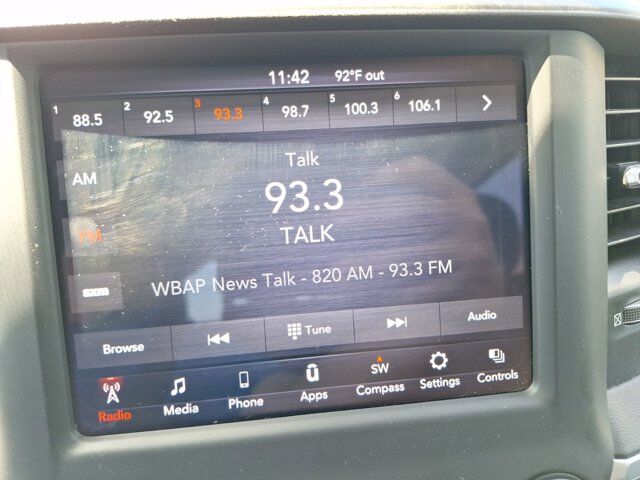 11:42 92°F out
1 88.5 2 92.5 3 93.3 4 98.7 5 100.3 6 106.1
AM
Talk
93.3
FM
TALK
WBAP News Talk - 820 AM - 93.3 FM
Browse Tune Audio
Radio Media Phone Apps SW Compass Settings Controls